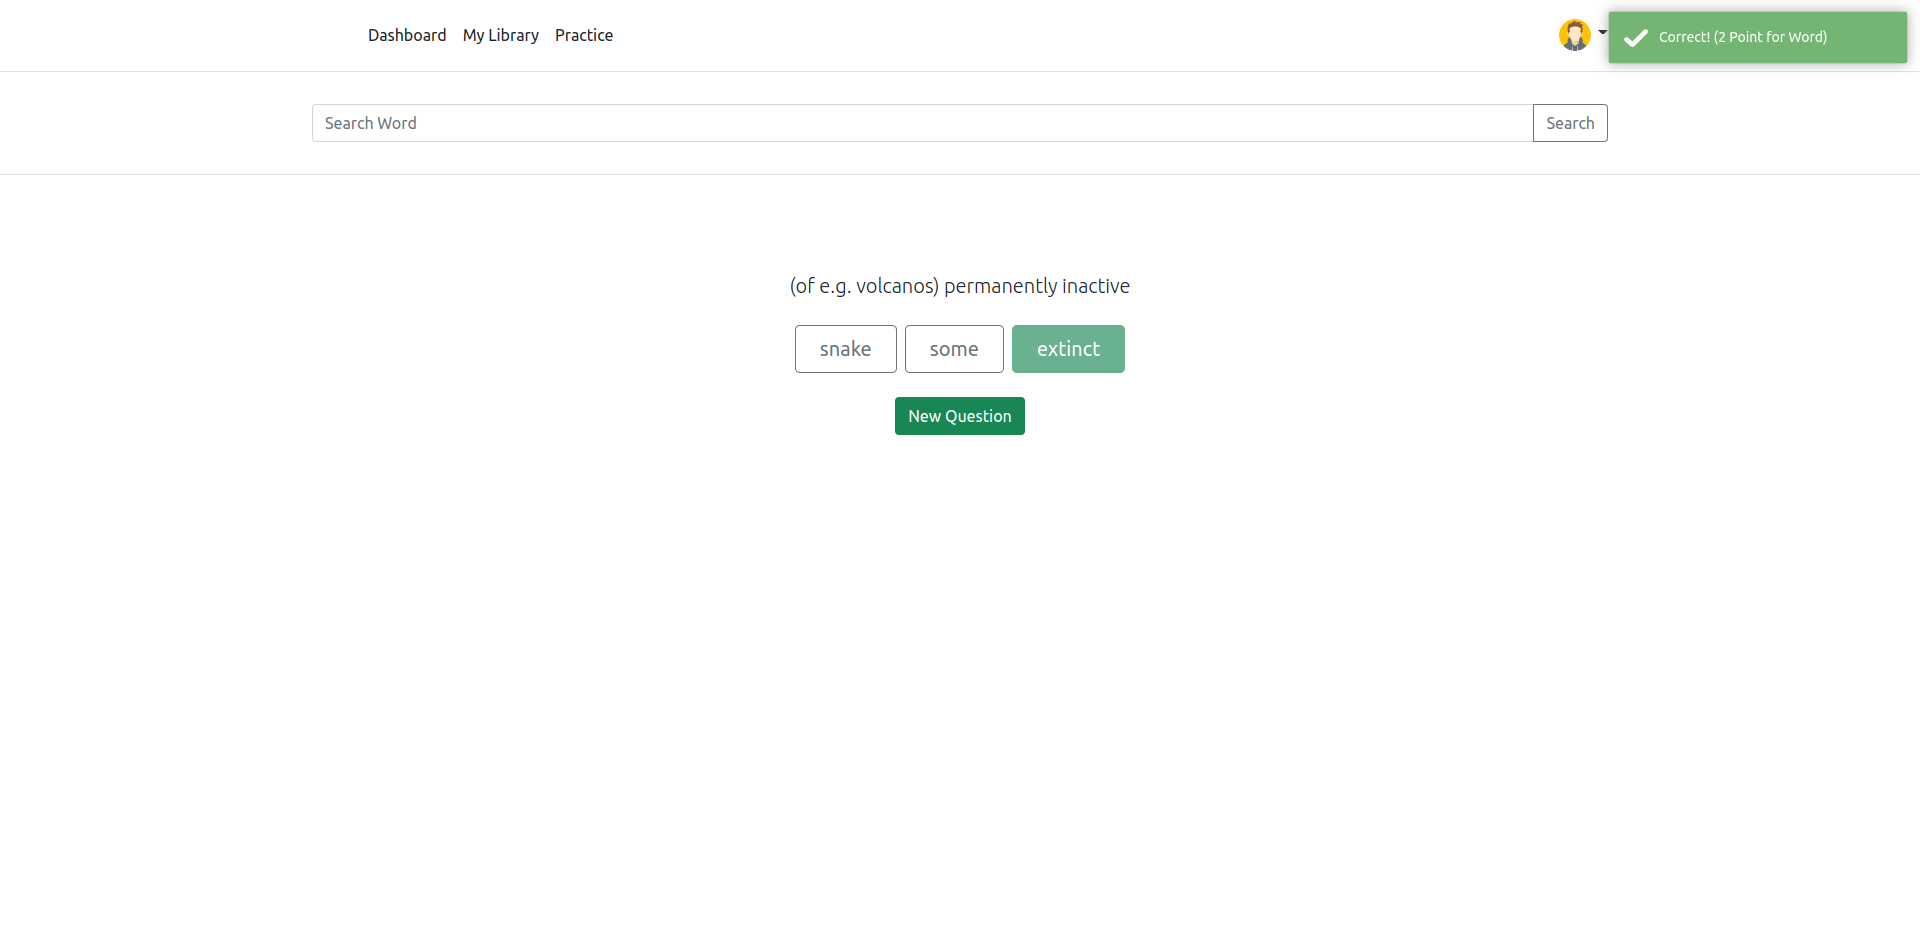 Dashboard My Library Practice
Correct! (2 Point for Word)
Search Word Search
(of e.g. volcanos) permanently inactive
snake some extinct
New Question